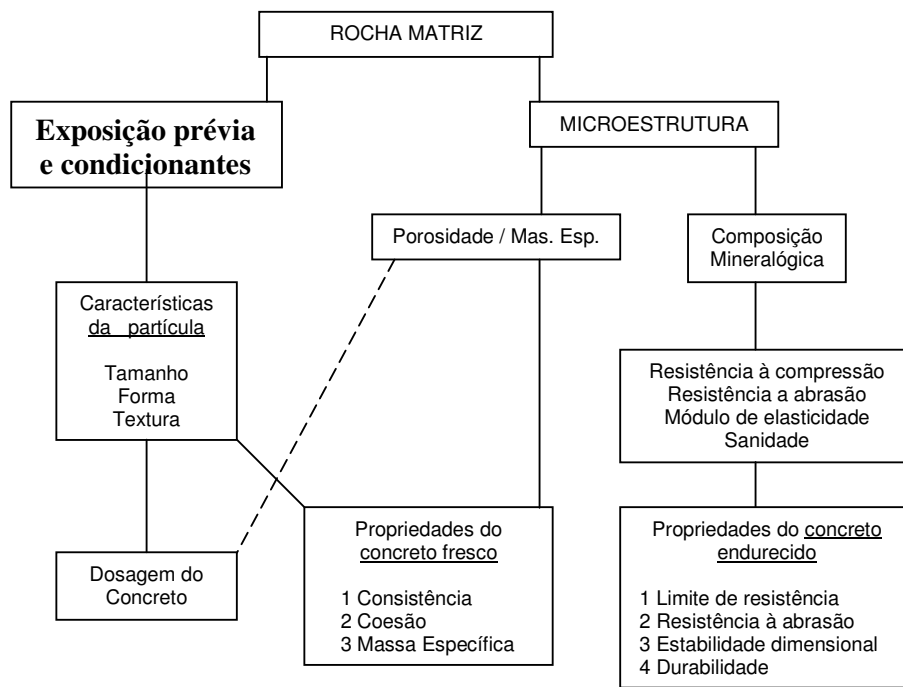 ROCHA MATRIZ
Exposição prévia
e condicionantes
MICROESTRUTURA
Porosidade / Mas. Esp.
Composição
Mineralógica
Características
da partícula
Tamanho
Forma
Textura
Resistência à compressão
Resistência a abrasão
Módulo de elasticidade
Sanidade
Dosagem do
Concreto
Propriedades do
concreto fresco
1 Consistência
2 Coesão
3 Massa Específica
Propriedades do concreto
endurecido
1 Limite de resistência
2 Resistência à abrasão
3 Estabilidade dimensional
4 Durabilidade